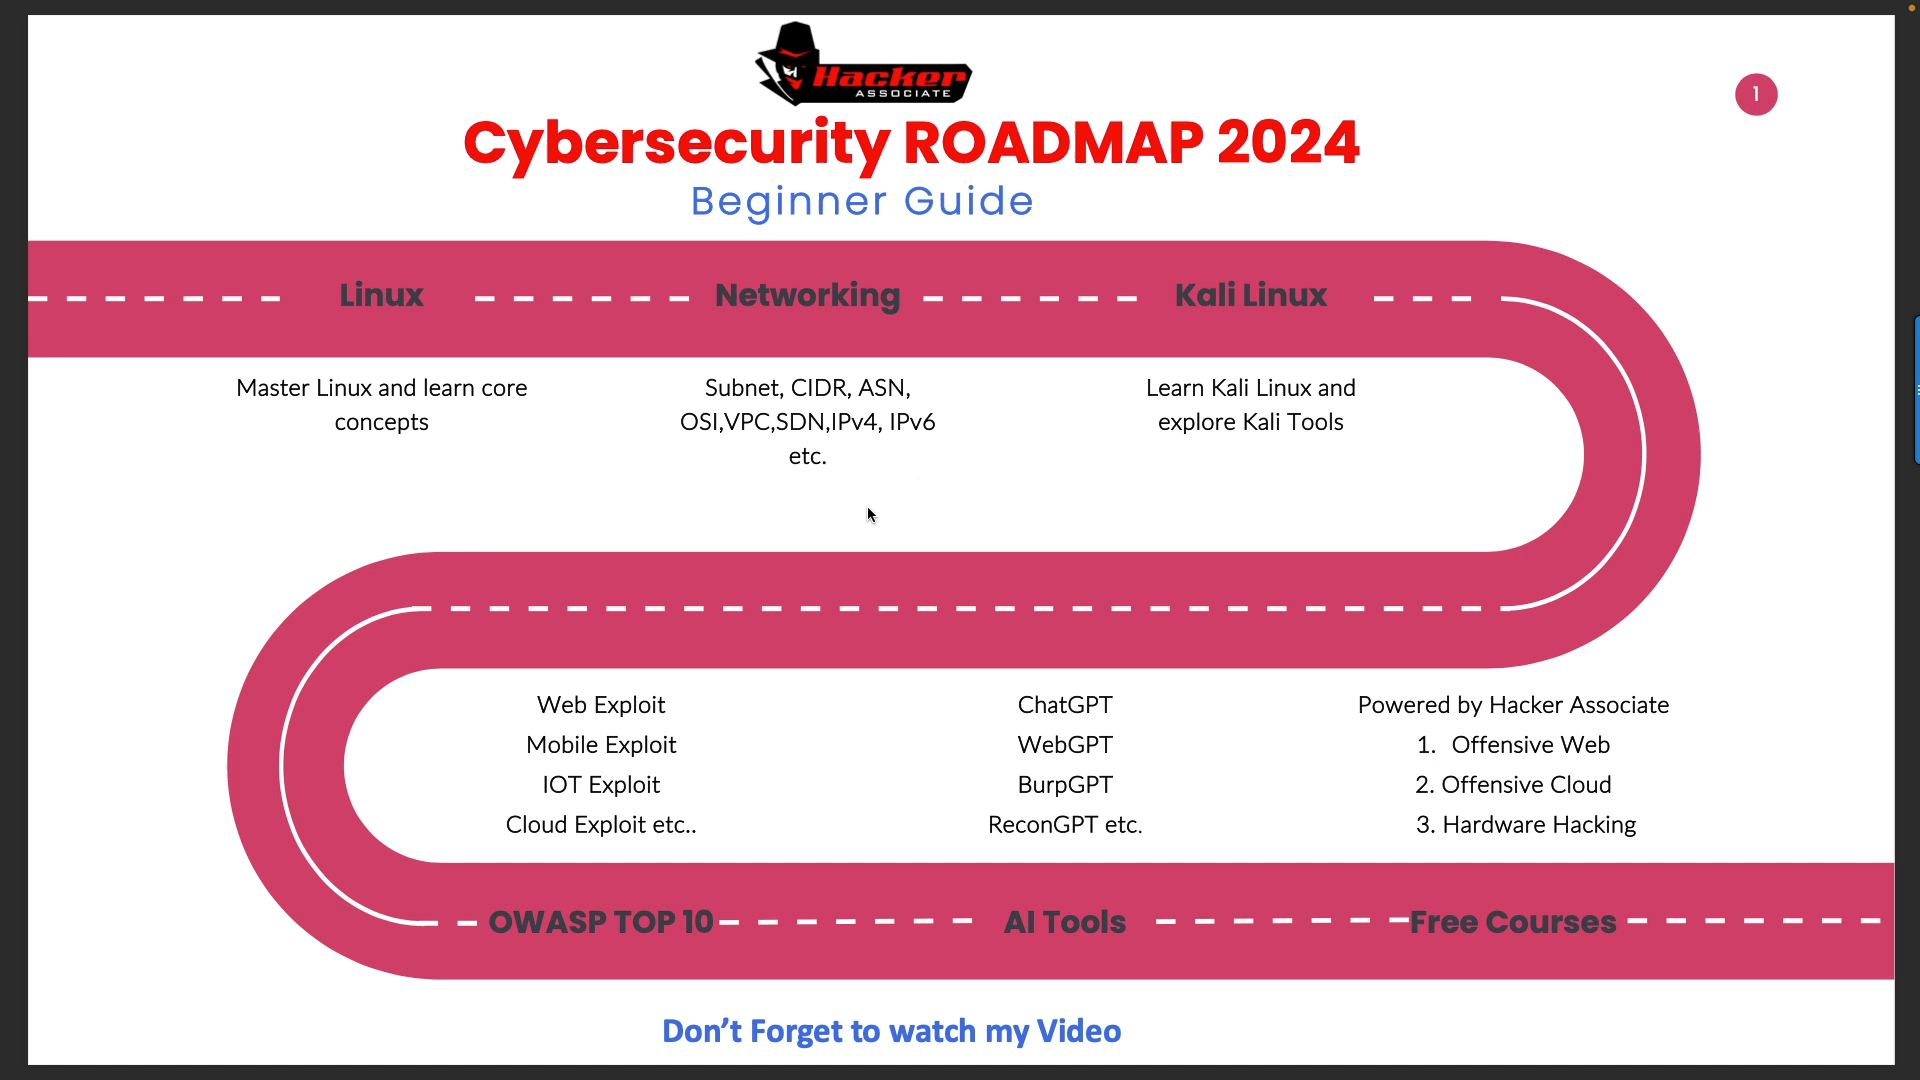 Hacker
ASSOCIATE
1
Cybersecurity ROADMAP 2024
Beginner Guide
Linux
Networking
Kali Linux
Master Linux and learn core
concepts
Subnet, CIDR, ASN,
OSI,VPC,SDN,IPv4, IPv6
etc.
Learn Kali Linux and
explore Kali Tools
Web Exploit
Mobile Exploit
IOT Exploit
Cloud Exploit etc..
ChatGPT
WebGPT
BurpGPT
ReconGPT etc.
Powered by Hacker Associate
1. Offensive Web
2. Offensive Cloud
3. Hardware Hacking
OWASP TOP 10
AI Tools
Free Courses
Don’t Forget to watch my Video